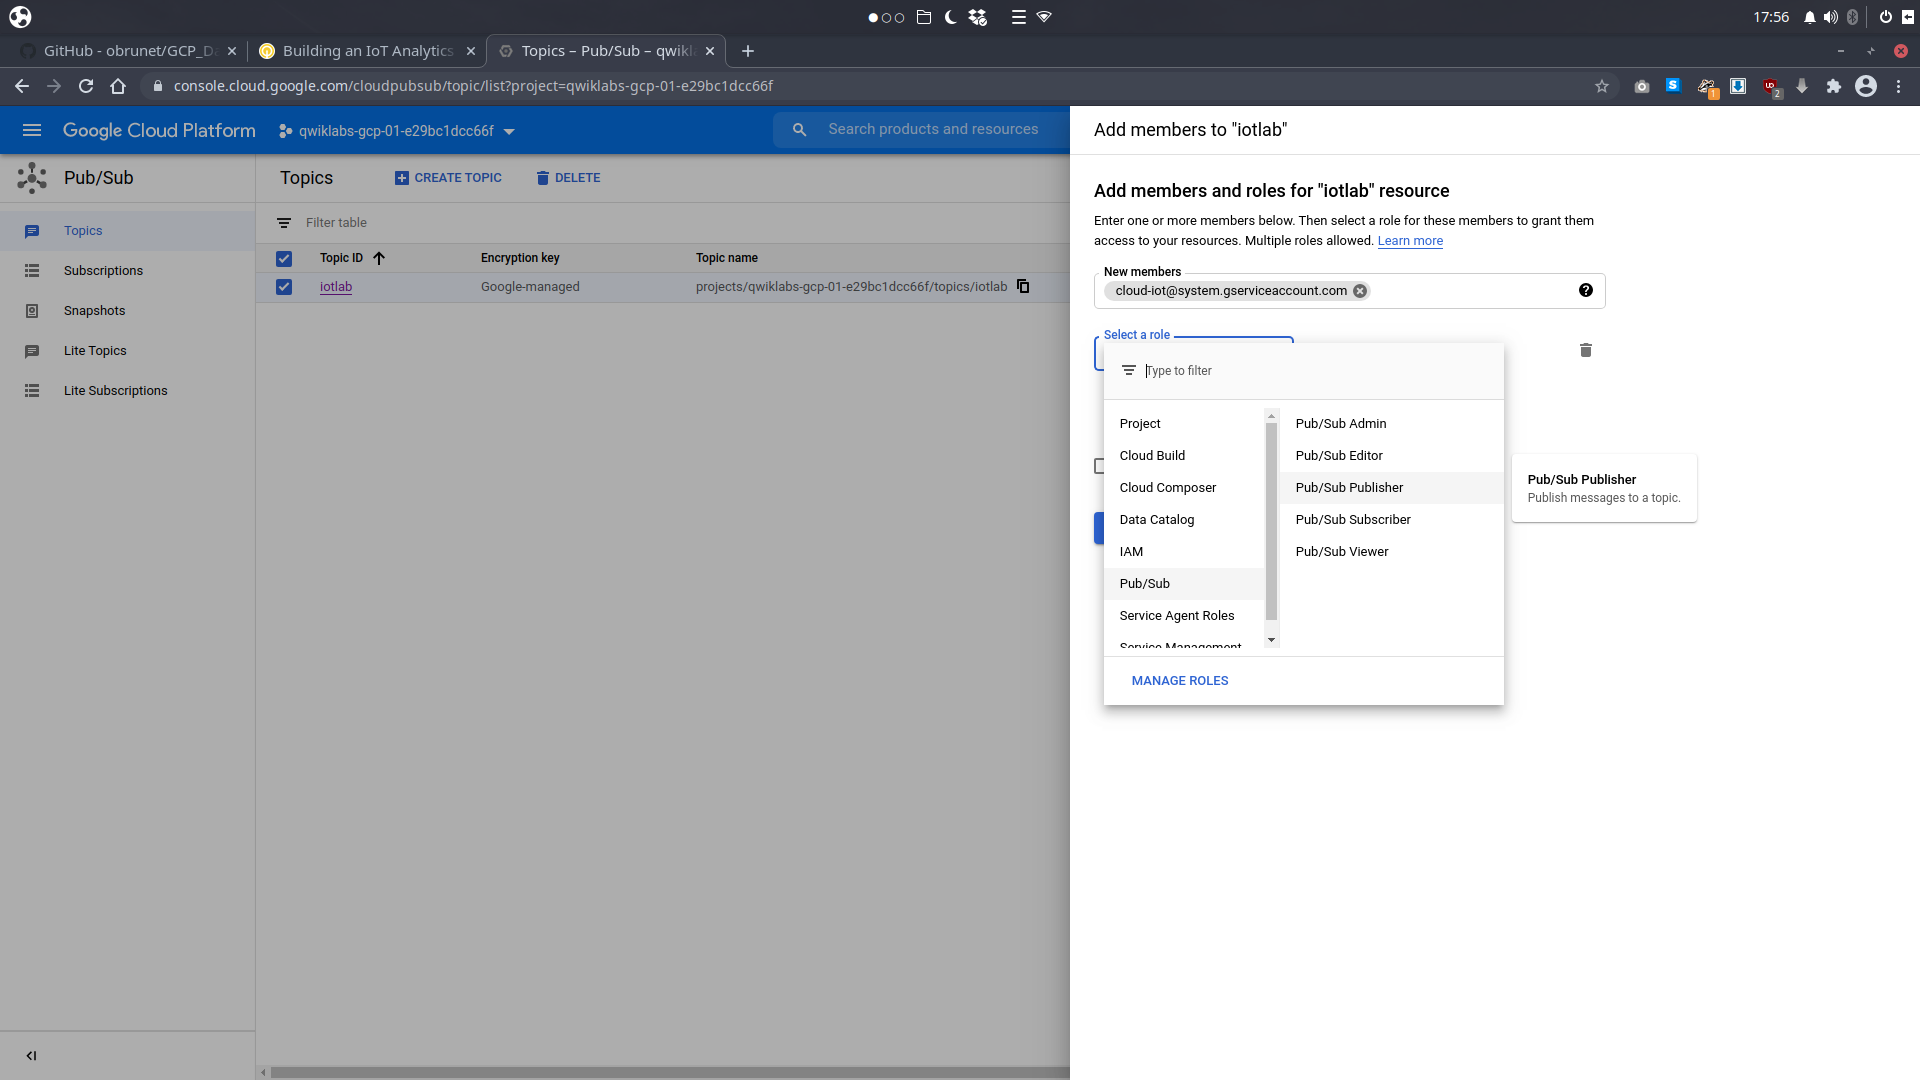 17:56
GitHub - obrunet/GCP_Da
Building an IoT Analytics
Topics – Pub/Sub – qwikla
console.cloud.google.com/cloudpubsub/topic/list?project=qwiklabs-gcp-01-e29bc1dcc66f
S
1
2
Google Cloud Platform
qwiklabs-gcp-01-e29bc1dcc66f
Search products and resources
Add members to "iotlab"
Pub/Sub
Topics
CREATE TOPIC
DELETE
Topics
Subscriptions
Snapshots
Lite Topics
Lite Subscriptions
Filter table
Topic ID
Encryption key
Topic name
iotlab
Google-managed
projects/qwiklabs-gcp-01-e29bc1dcc66f/topics/iotlab
Add members and roles for "iotlab" resource
Enter one or more members below. Then select a role for these members to grant them
access to your resources. Multiple roles allowed. Learn more
New members
cloud-iot@system.gserviceaccount.com
Select a role
Type to filter
Project
Cloud Build
Cloud Composer
Data Catalog
IAM
Pub/Sub
Service Agent Roles
Service Management
Pub/Sub Admin
Pub/Sub Editor
Pub/Sub Publisher
Pub/Sub Subscriber
Pub/Sub Viewer
Pub/Sub Publisher
Publish messages to a topic.
MANAGE ROLES